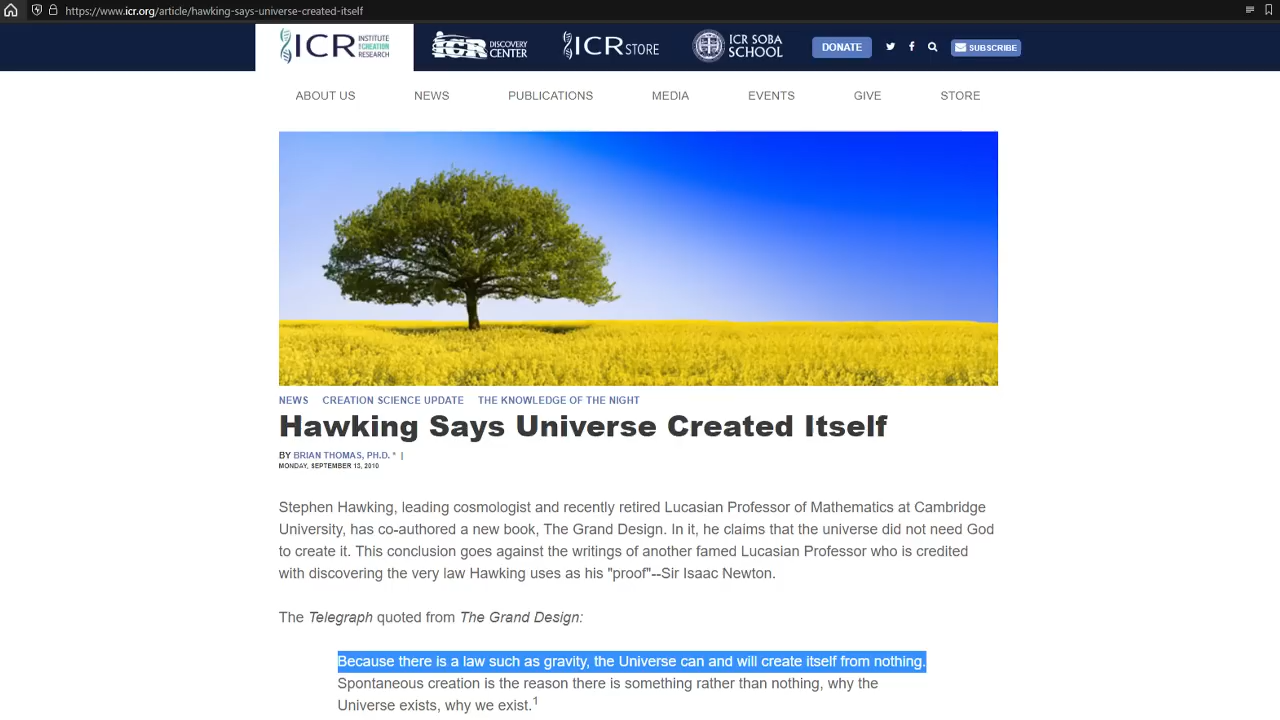 https://www.icr.org/article/hawking-says-universe-created-itself
ICR INSTITUTE FOR CREATION RESEARCH
ICR DISCOVERY CENTER
ICR STORE
ICR SOBA SCHOOL
DONATE
SUBSCRIBE
ABOUT US NEWS PUBLICATIONS MEDIA EVENTS GIVE STORE
NEWS CREATION SCIENCE UPDATE THE KNOWLEDGE OF THE NIGHT
Hawking Says Universe Created Itself
BY BRIAN THOMAS, PH.D. * |
MONDAY, SEPTEMBER 13, 2010
Stephen Hawking, leading cosmologist and recently retired Lucasian Professor of Mathematics at Cambridge
University, has co-authored a new book, The Grand Design. In it, he claims that the universe did not need God
to create it. This conclusion goes against the writings of another famed Lucasian Professor who is credited
with discovering the very law Hawking uses as his "proof"--Sir Isaac Newton.
The Telegraph quoted from The Grand Design:
Because there is a law such as gravity, the Universe can and will create itself from nothing.
Spontaneous creation is the reason there is something rather than nothing, why the
Universe exists, why we exist.1